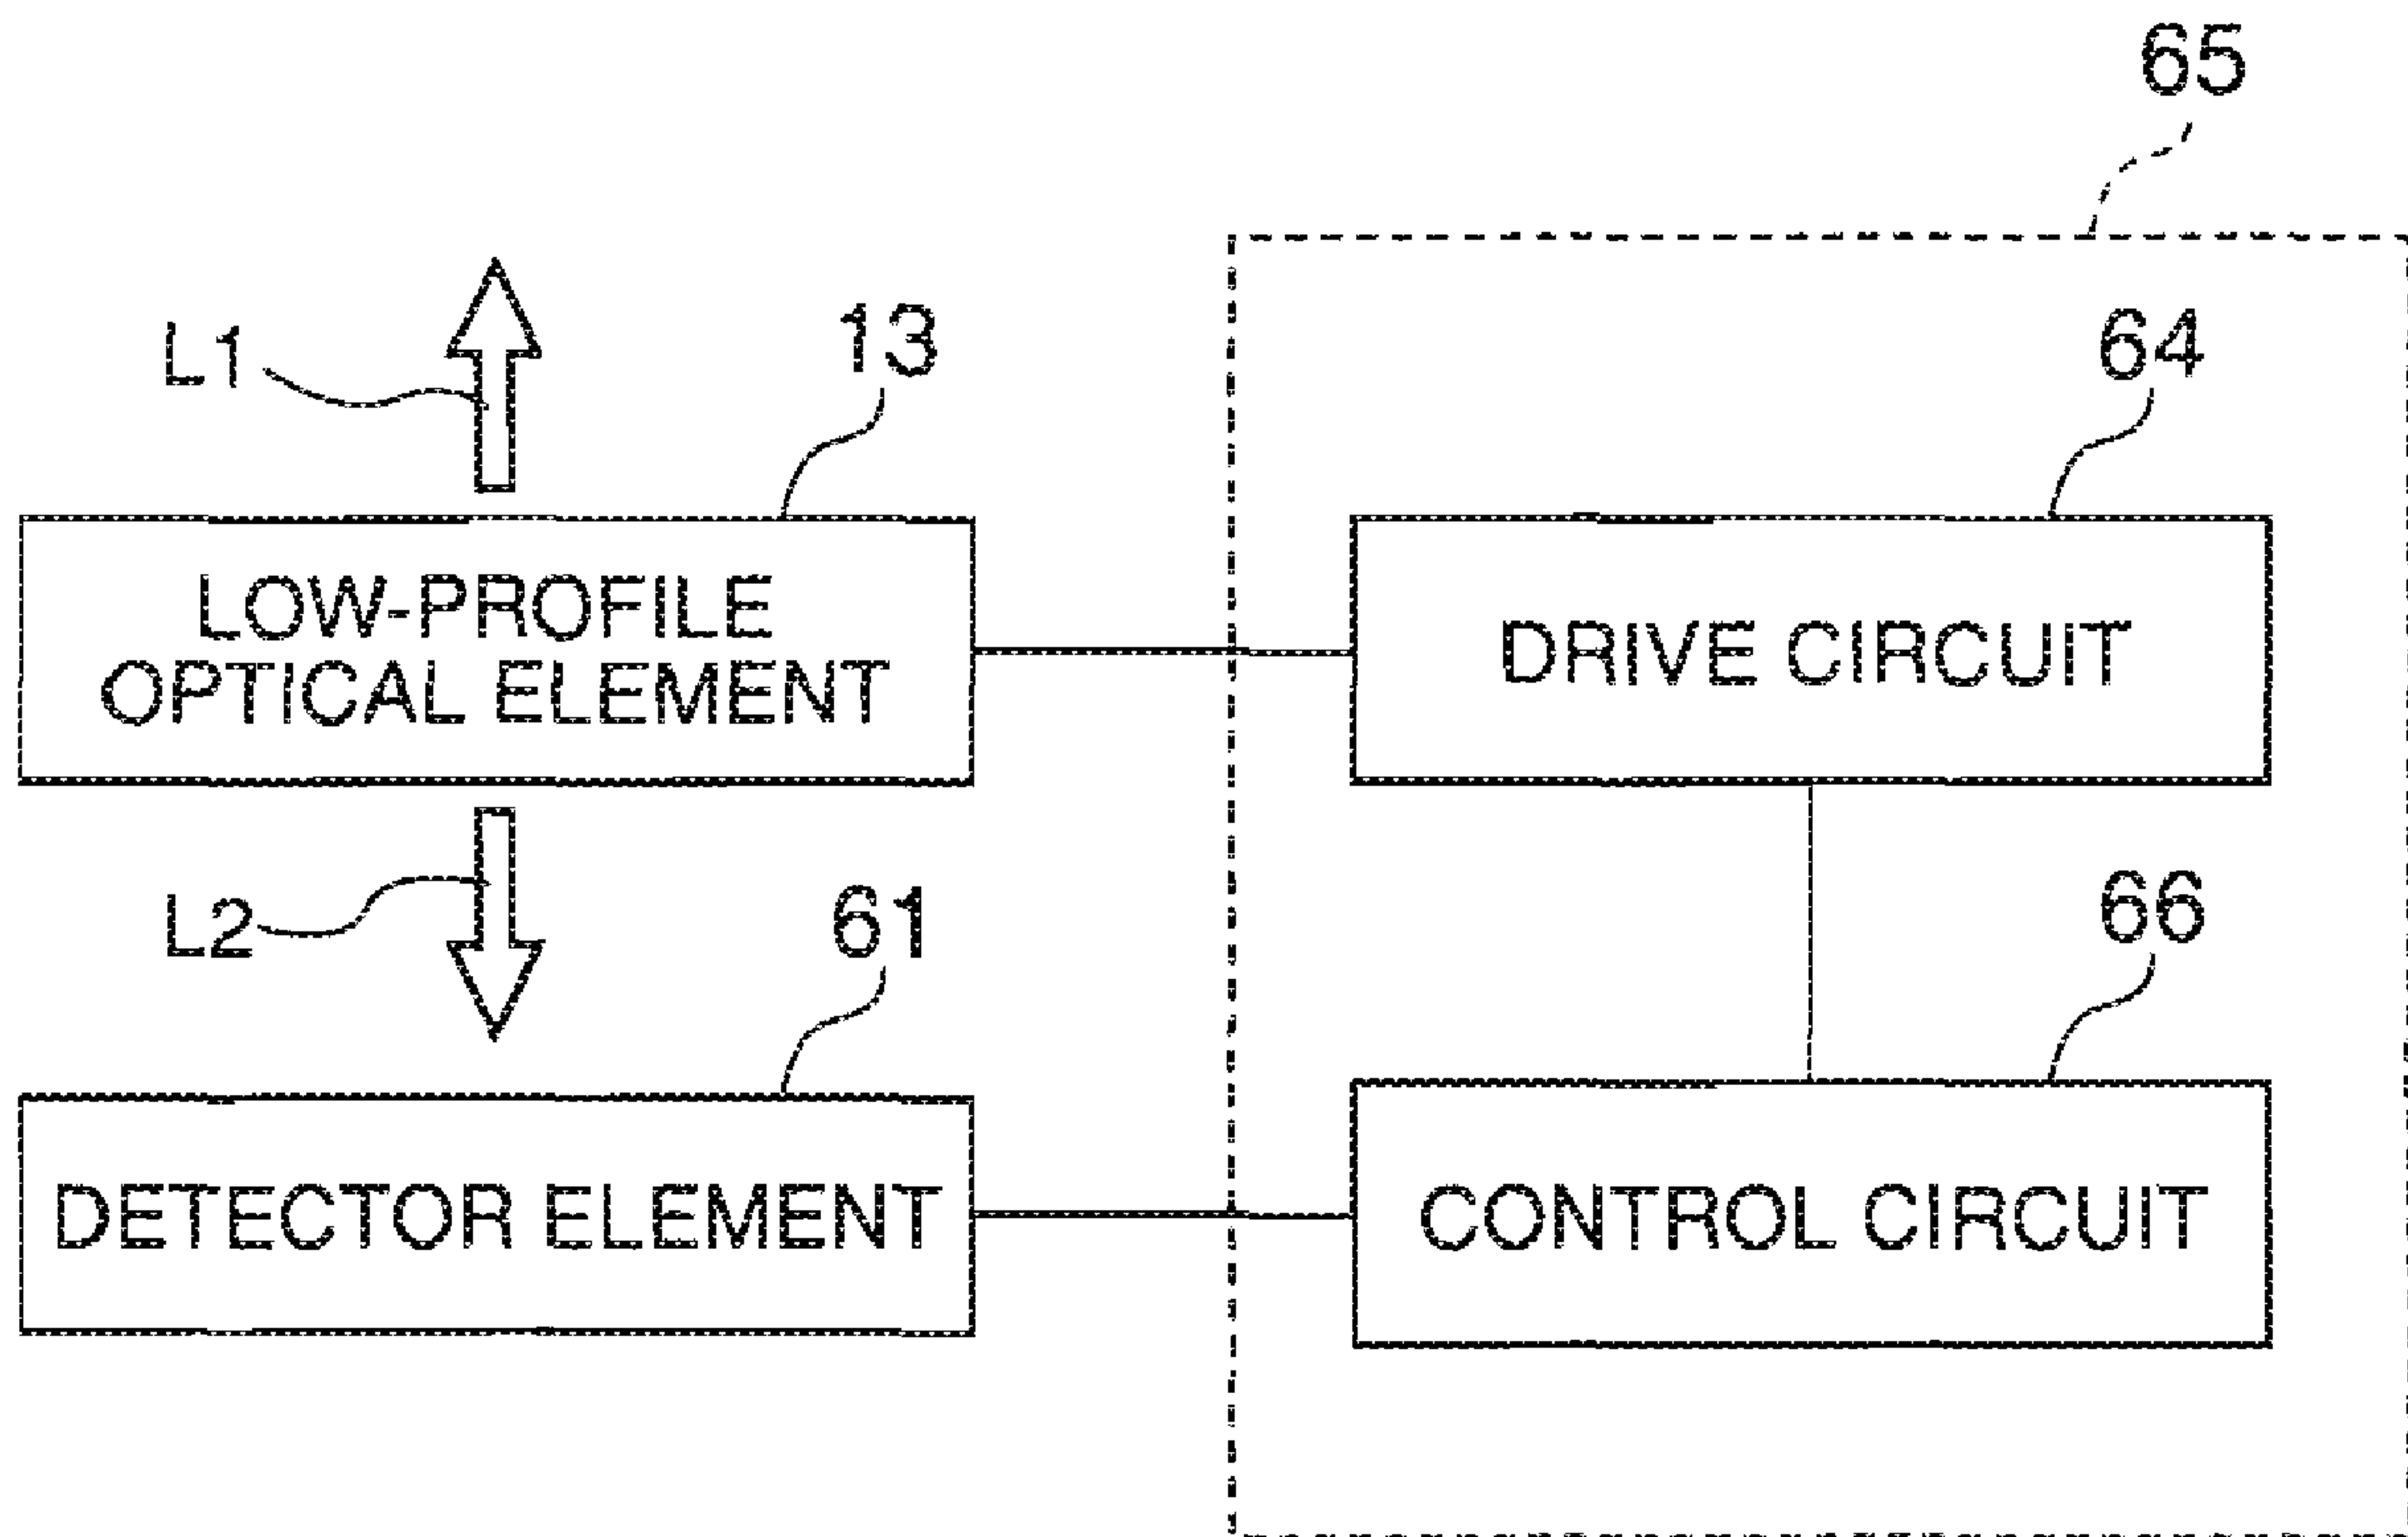 65
L1
13
64
LOW-PROFILE
OPTICAL ELEMENT
DRIVE CIRCUIT
L2
61
66
DETECTOR ELEMENT
CONTROL CIRCUIT